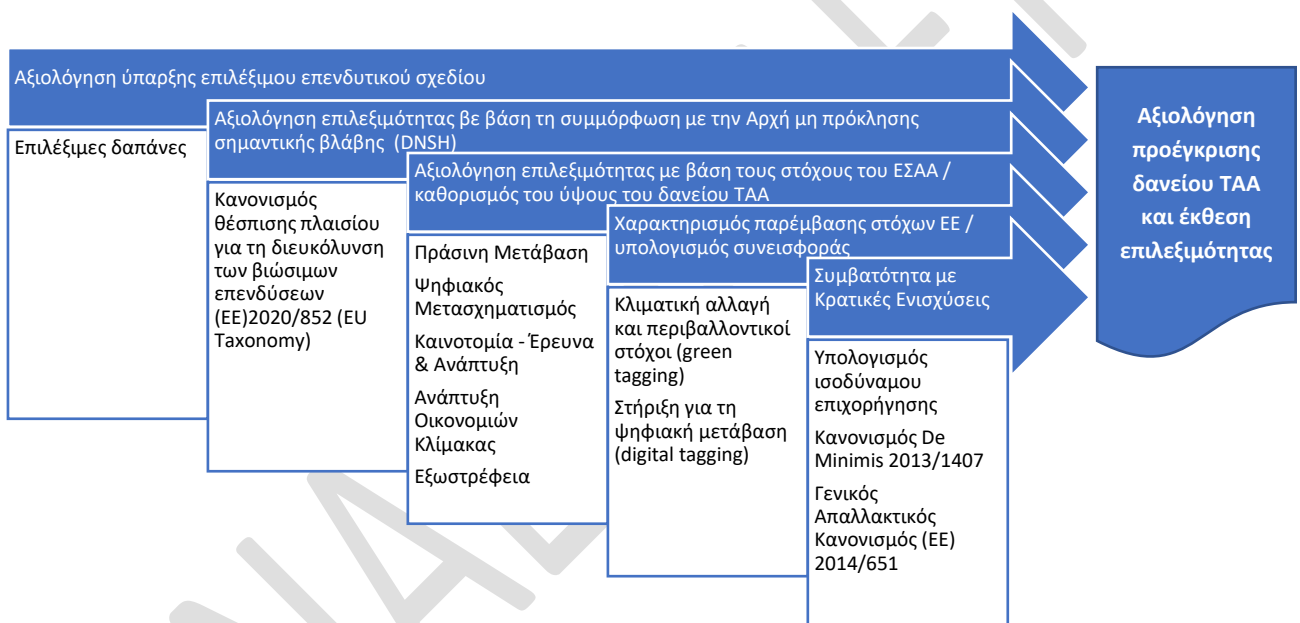 Αξιολόγηση ύπαρξης επιλέξιμου επενδυτικού σχεδίου
Επιλέξιμες δαπάνες
Αξιολόγηση επιλεξιμότητας βε βάση τη συμμόρφωση με την Αρχή μη πρόκλησης
σημαντικής βλάβης (DNSH)
Κανονισμός
θέσπισης πλαισίου
για τη διευκόλυνση
των βιώσιμων
επενδύσεων
(ΕΕ)2020/852 (EU
Taxonomy)
Αξιολόγηση επιλεξιμότητας με βάση τους στόχους του ΕΣΑΑ /
καθορισμός του ύψους του δανείου ΤΑΑ
Πράσινη Μετάβαση
Ψηφιακός
Μετασχηματισμός
Καινοτομία - Έρευνα
& Ανάπτυξη
Ανάπτυξη
Οικονομιών
Κλίμακας
Εξωστρέφεια
Χαρακτηρισμός παρέμβασης στόχων ΕΕ /
υπολογισμός συνεισφοράς
Κλιματική αλλαγή
και περιβαλλοντικοί
στόχοι (green
tagging)
Στήριξη για τη
ψηφιακή μετάβαση
(digital tagging)
Συμβατότητα με
Κρατικές Ενισχύσεις
Υπολογισμός
ισοδύναμου
επιχορήγησης
Κανονισμός De
Minimis 2013/1407
Γενικός
Απαλλακτικός
Κανονισμός (ΕΕ)
2014/651
Αξιολόγηση
προέγκρισης
δανείου ΤΑΑ
και έκθεση
επιλεξιμότητας